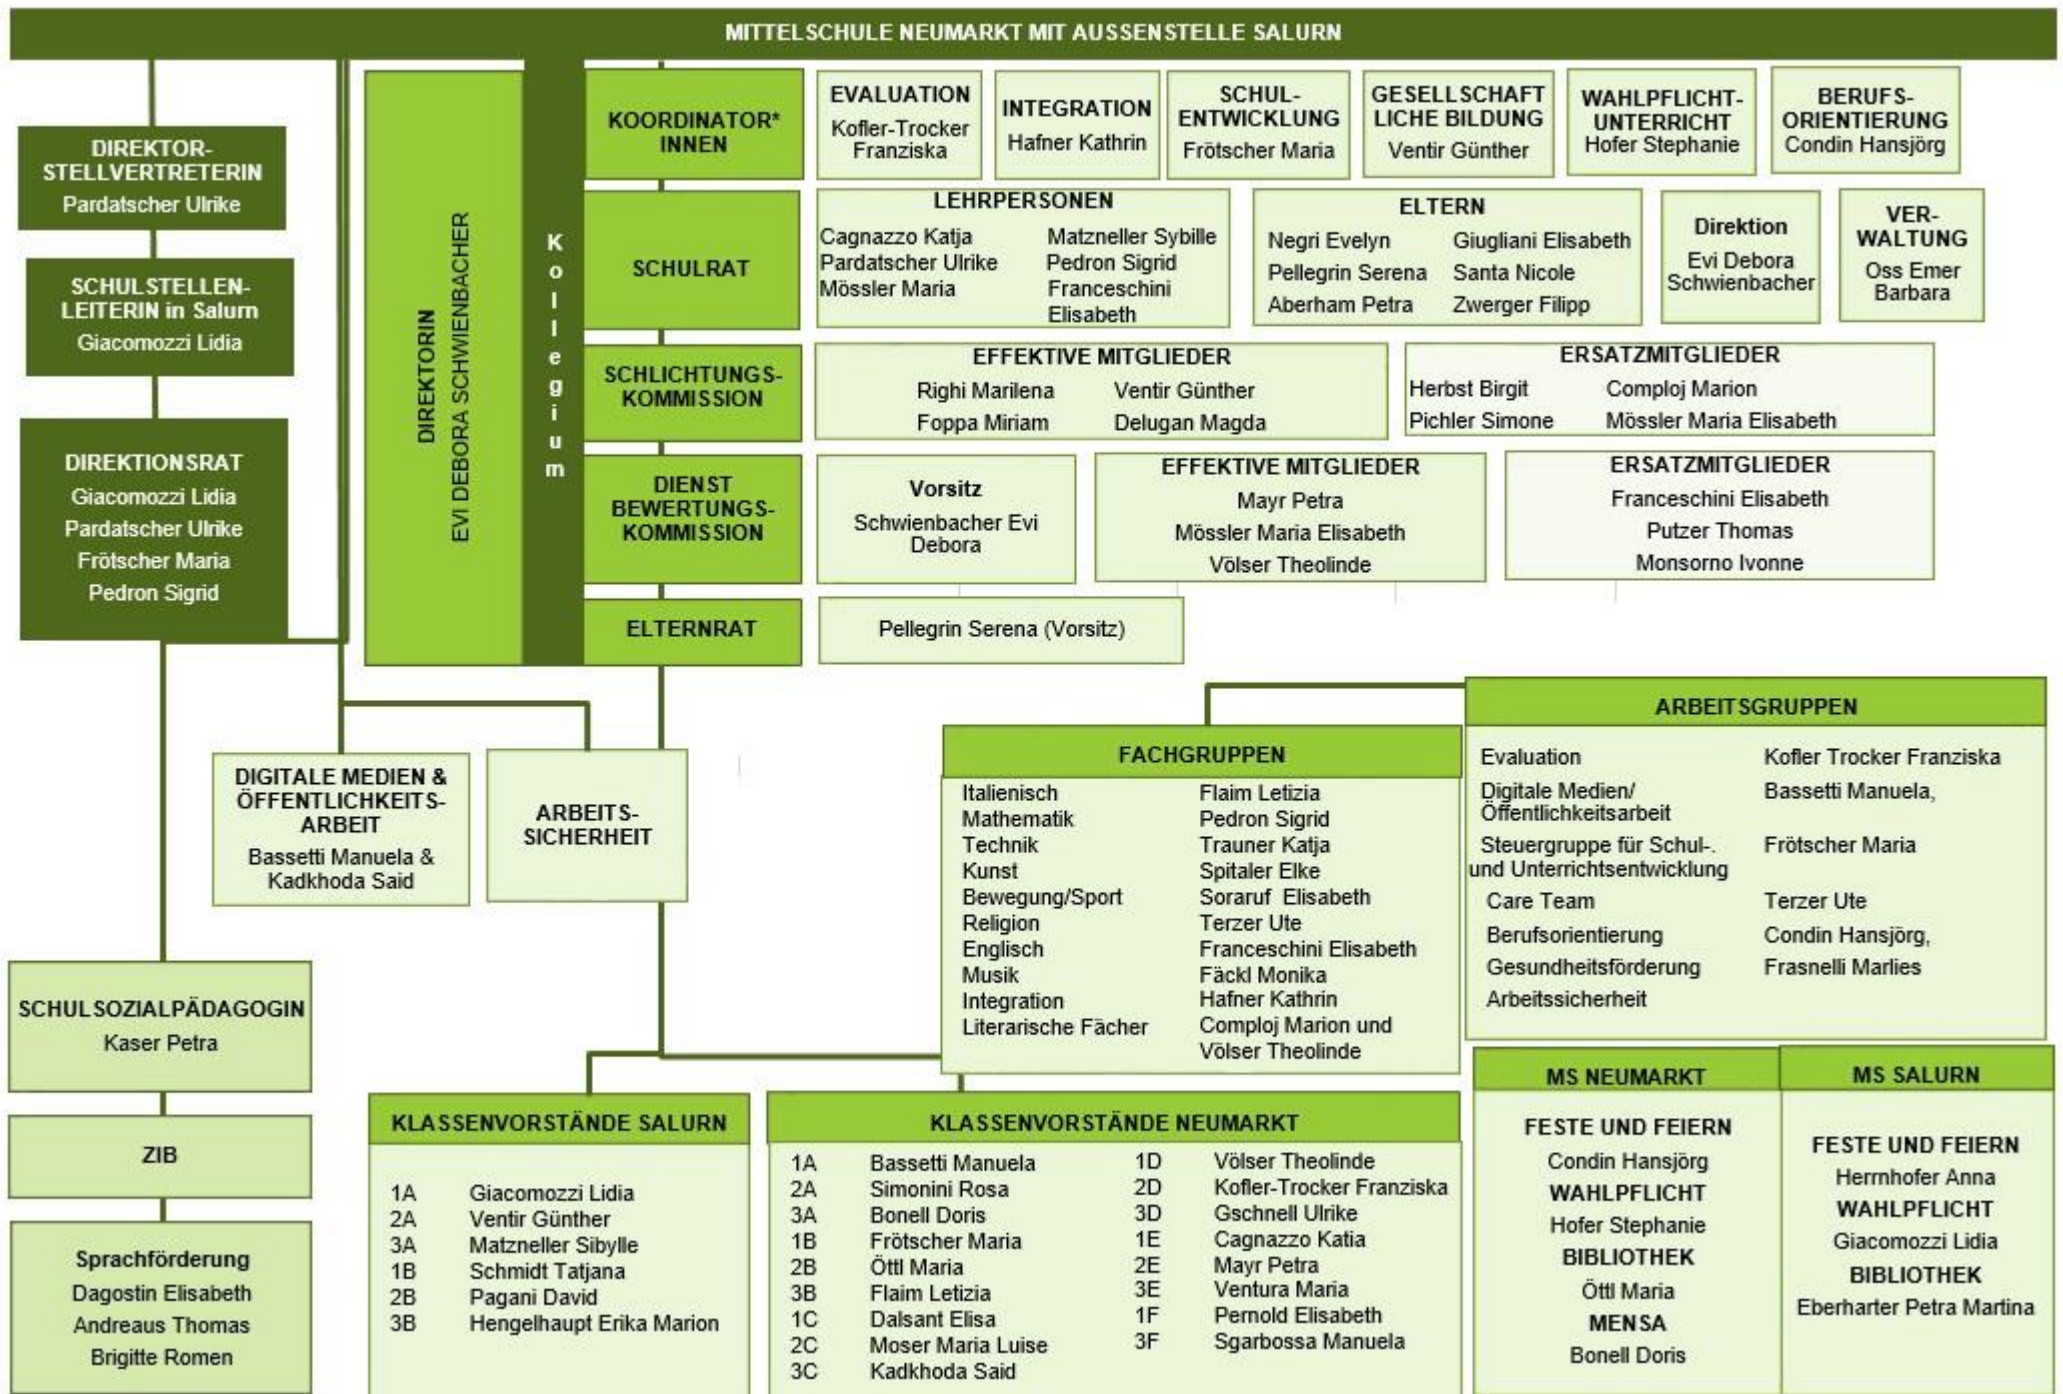 MITTELSCHULE NEUMARKT MIT AUSSENSTELLE SALURN
DIREKTOR-
STELLVERTRETERIN
Pardatscher Ulrike
SCHULSTELLEN-
LEITERIN in Salurn
Giacomozzi Lidia
DIREKTIONSRAT
Giacomozzi Lidia
Pardatscher Ulrike
Frötscher Maria
Pedron Sigrid
DIREKTORIN
EVI DEBORA SCHWIENBACHER
Kollegium
KOORDINATOR*
INNEN
EVALUATION
Kofler-Trocker
Franziska
INTEGRATION
Hafner Kathrin
SCHUL-
ENTWICKLUNG
Frötscher Maria
GESELLSCHAFT
LICHE BILDUNG
Ventir Günther
WAHLPFLICHT-
UNTERRICHT
Hofer Stephanie
BERUFS-
ORIENTIERUNG
Condin Hansjörg
SCHULRAT
LEHRPERSONEN
Cagnazzo Katja
Pardatscher Ulrike
Mössler Maria
Matzneller Sybille
Pedron Sigrid
Franceschini
Elisabeth
ELTERN
Negri Evelyn Giugliani Elisabeth
Pellegrin Serena Santa Nicole
Aberham Petra Zwerger Filipp
Direktion
Evi Debora
Schwienbacher
VER-
WALTUNG
Oss Emer
Barbara
SCHLICHTUNGS-
KOMMISSION
EFFEKTIVE MITGLIEDER
Righi Marilena Ventir Günther
Foppa Miriam Delugan Magda
ERSATZMITGLIEDER
Herbst Birgit Comploj Marion
Pichler Simone Mössler Maria Elisabeth
DIENST
BEWERTUNGS-
KOMMISSION
Vorsitz
Schwienbacher Evi
Debora
EFFEKTIVE MITGLIEDER
Mayr Petra
Mössler Maria Elisabeth
Völser Theolinde
ERSATZMITGLIEDER
Franceschini Elisabeth
Putzer Thomas
Monsorno Ivonne
ELTERNRAT
Pellegrin Serena (Vorsitz)
DIGITALE MEDIEN &
ÖFFENTLICHKEITS-
ARBEIT
Bassetti Manuela &
Kadkhoda Said
ARBEITS-
SICHERHEIT
FACHGRUPPEN
Italienisch Flaim Letizia
Mathematik Pedron Sigrid
Technik Trauner Katja
Kunst Spitaler Elke
Bewegung/Sport Soraruf Elisabeth
Religion Terzer Ute
Englisch Franceschini Elisabeth
Musik Fäckl Monika
Integration Hafner Kathrin
Literarische Fächer Comploj Marion und
Völser Theolinde
ARBEITSGRUPPEN
Evaluation Kofler Trocker Franziska
Digitale Medien/ Bassetti Manuela,
Öffentlichkeitsarbeit
Steuergruppe für Schul-. Frötscher Maria
und Unterrichtsentwicklung
Care Team Terzer Ute
Berufsorientierung Condin Hansjörg,
Gesundheitsförderung Frasnelli Marlies
Arbeitssicherheit
SCHULSOZIALPÄDAGOGIN
Kaser Petra
ZIB
Sprachförderung
Dagostin Elisabeth
Andreaus Thomas
Brigitte Romen
KLASSENVORSTÄNDE SALURN
1A Giacomozzi Lidia
2A Ventir Günther
3A Matzneller Sibylle
1B Schmidt Tatjana
2B Pagani David
3B Hengelhaupt Erika Marion
KLASSENVORSTÄNDE NEUMARKT
1A Bassetti Manuela
2A Simonini Rosa
3A Bonell Doris
1B Frötscher Maria
2B Öttl Maria
3B Flaim Letizia
1C Dalsant Elisa
2C Moser Maria Luise
3C Kadkhoda Said
1D Völser Theolinde
2D Kofler-Trocker Franziska
3D Gschnell Ulrike
1E Cagnazzo Katia
2E Mayr Petra
3E Ventura Maria
1F Pernold Elisabeth
3F Sgarbossa Manuela
MS NEUMARKT
FESTE UND FEIERN
Condin Hansjörg
WAHLPFLICHT
Hofer Stephanie
BIBLIOTHEK
Öttl Maria
MENSA
Bonell Doris
MS SALURN
FESTE UND FEIERN
Herrnhofer Anna
WAHLPFLICHT
Giacomozzi Lidia
BIBLIOTHEK
Eberharter Petra Martina